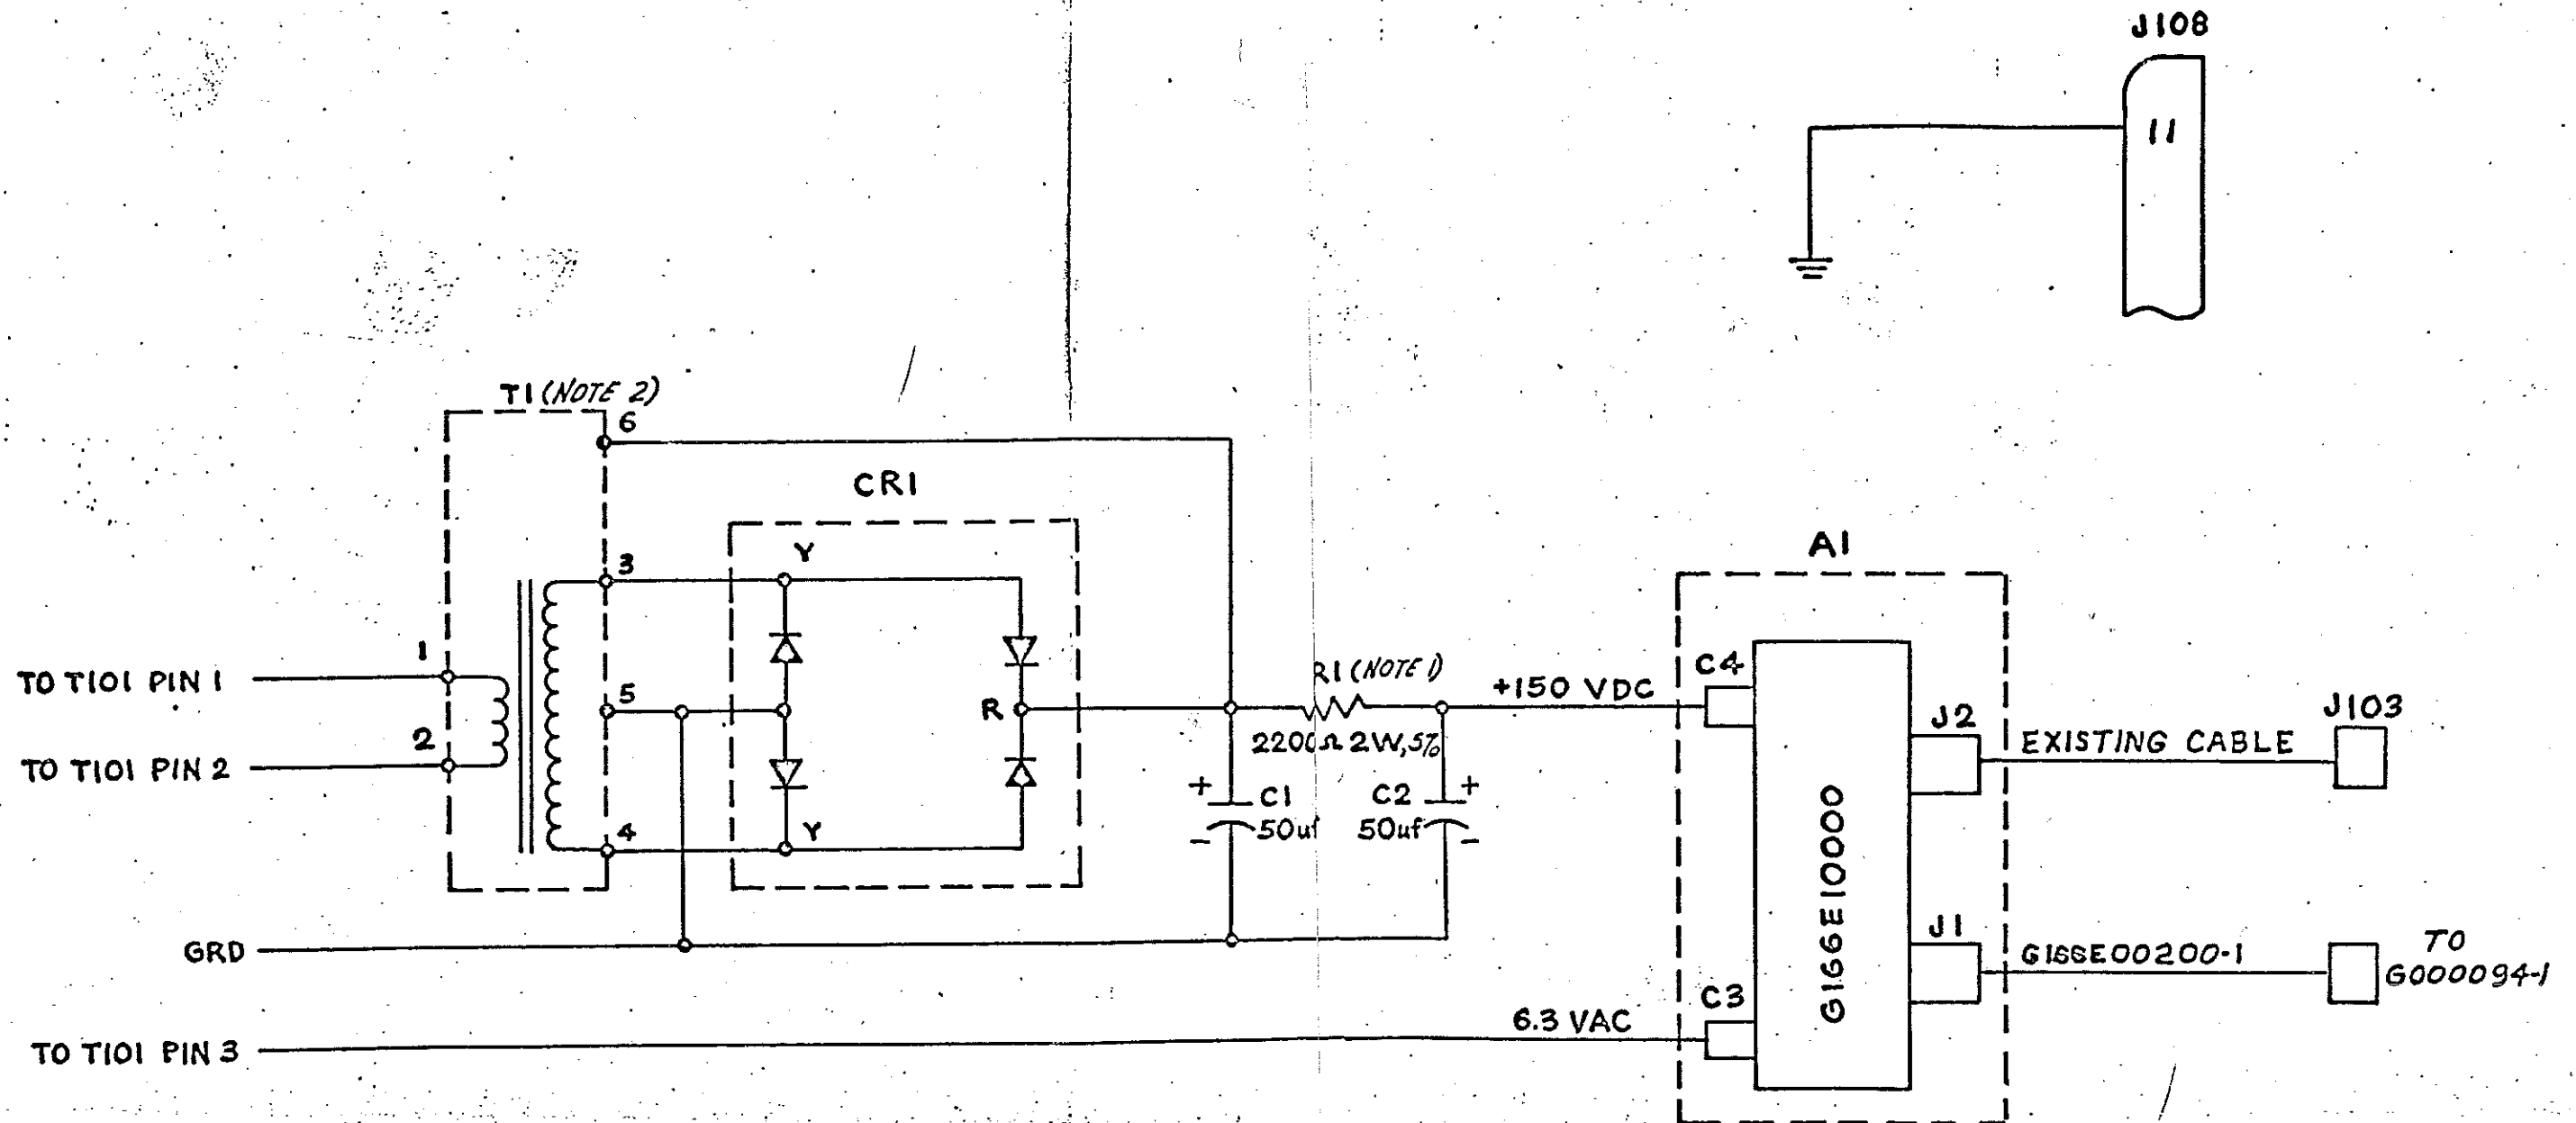 J108
11
T1 (NOTE 2)
6
CR1
Y
3
A1
1
TO T101 PIN 1
5
R
R1 (NOTE 1)
+150 VDC
C4
J2
J103
2200Ω 2W, 5%
EXISTING CABLE
2
TO T101 PIN 2
+ C1
50uf
-
C2 +
50uf
-
4
Y
G166E10000
GRD
J1
G166E00200-1
TO
G000094-1
C3
6.3 VAC
TO T101 PIN 3